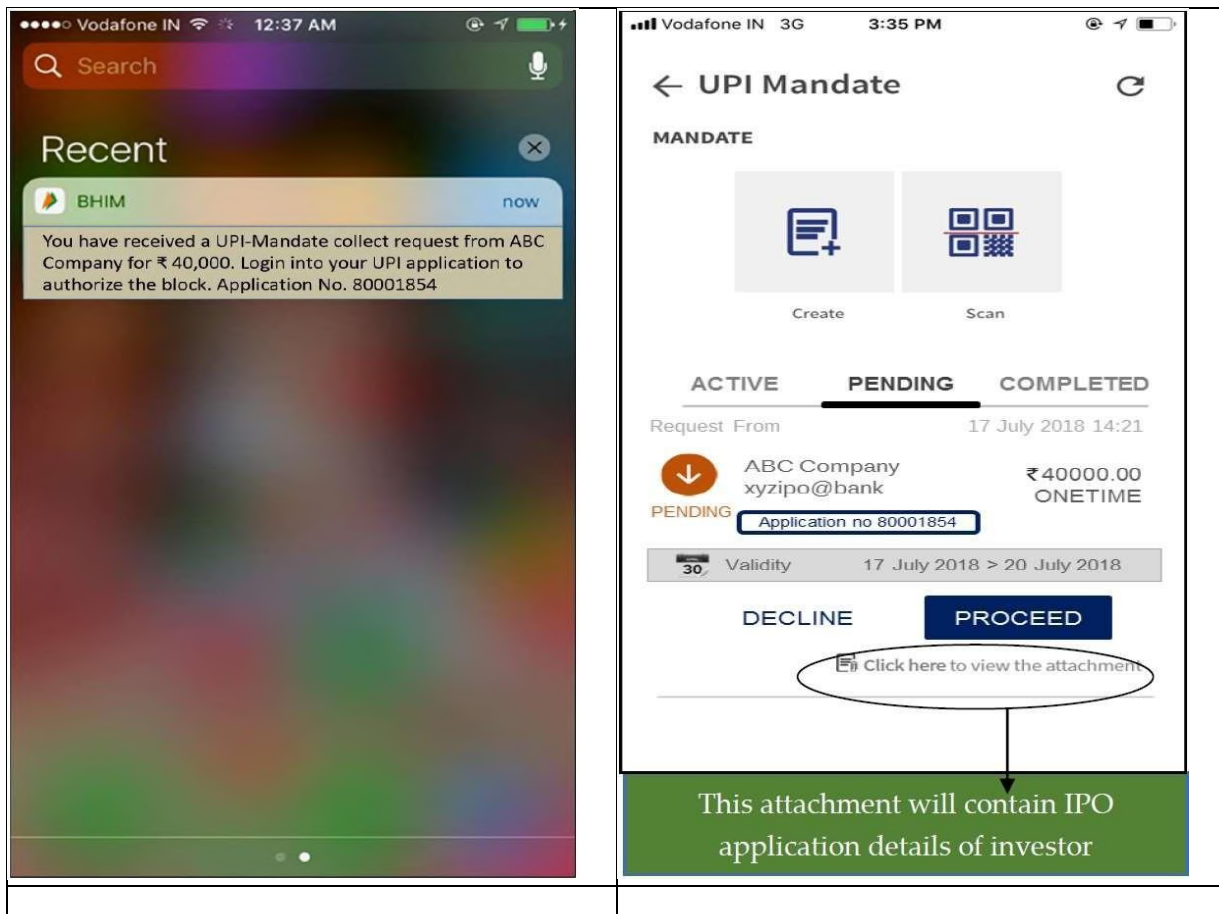 Vodafone IN 12:37 AM
Search
Recent
BHIM now
You have received a UPI-Mandate collect request from ABC
Company for ₹ 40,000. Login into your UPI application to
authorize the block. Application No. 80001854
Vodafone IN 3G 3:35 PM
UPI Mandate
MANDATE
Create Scan
ACTIVE PENDING COMPLETED
Request From 17 July 2018 14:21
ABC Company ₹40000.00
xyzipo@bank ONETIME
PENDING
Application no 80001854
30 Validity 17 July 2018 > 20 July 2018
DECLINE PROCEED
Click here to view the attachment
This attachment will contain IPO
application details of investor